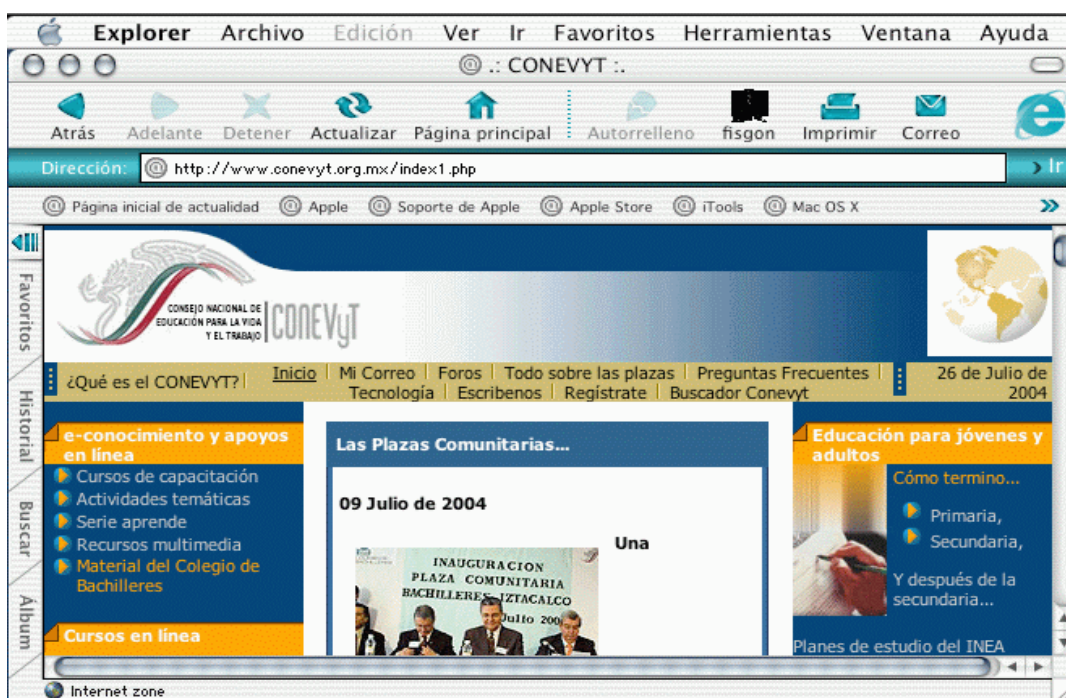 Explorer Archivo Edición Ver Ir Favoritos Herramientas Ventana Ayuda
.: CONEVYT :.
Atrás Adelante Detener Actualizar Página principal Autorrelleno fisgon Imprimir Correo
Dirección: http://www.conevyt.org.mx/index1.php Ir
Página inicial de actualidad Apple Soporte de Apple Apple Store iTools Mac OS X
Favoritos
Historial
Buscar
Álbum
CONSEJO NACIONAL DE
EDUCACIÓN PARA LA VIDA
Y EL TRABAJO
CONEVyT
¿Qué es el CONEVYT?
Inicio Mi Correo Foros Todo sobre las plazas Preguntas Frecuentes
Tecnología Escribenos Regístrate Buscador Conevyt
26 de Julio de
2004
e-conocimiento y apoyos
en línea
Cursos de capacitación
Actividades temáticas
Serie aprende
Recursos multimedia
Material del Colegio de
Bachilleres
Cursos en línea
Las Plazas Comunitarias...
09 Julio de 2004
INAUGURACION
PLAZA COMUNITARIA
BACHILLERES IZTACALCO
Julio 200
Una
Educación para jóvenes y
adultos
Cómo termino...
Primaria,
Secundaria,
Y después de la
secundaria...
Planes de estudio del INEA
Internet zone